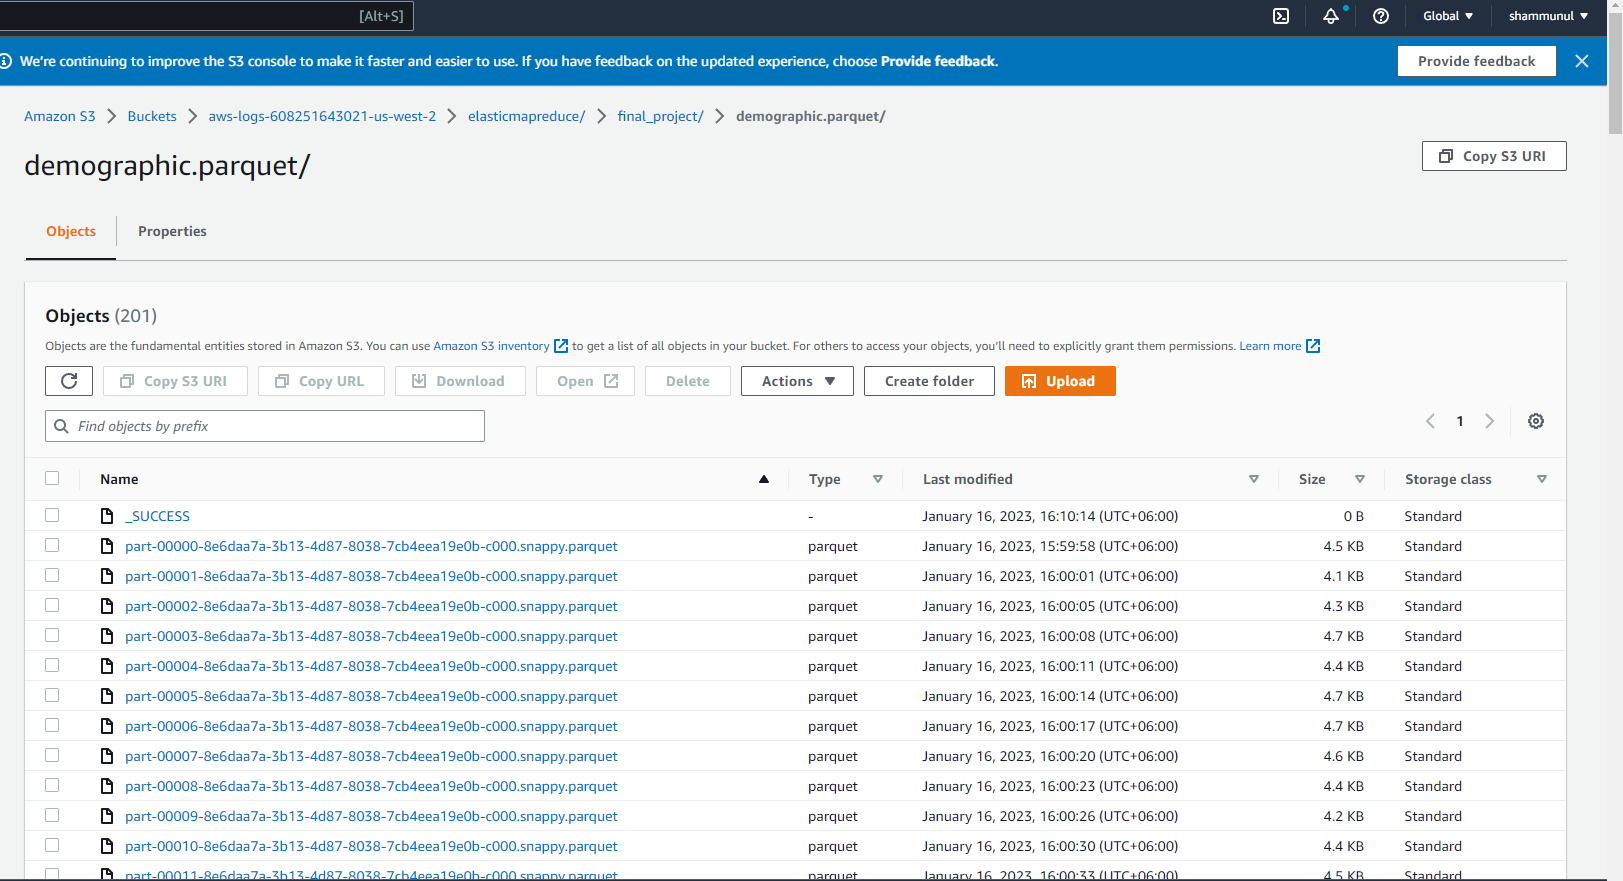 [Alt+S] Global shammunul
We're continuing to improve the S3 console to make it faster and easier to use. If you have feedback on the updated experience, choose Provide feedback. Provide feedback
Amazon S3 Buckets aws-logs-608251643021-us-west-2 elasticmapreduce/ final_project/ demographic.parquet/
demographic.parquet/ Copy S3 URI
Objects Properties
Objects (201)
Objects are the fundamental entities stored in Amazon S3. You can use Amazon S3 inventory to get a list of all objects in your bucket. For others to access your objects, you'll need to explicitly grant them permissions. Learn more
Copy S3 URI Copy URL Download Open Delete Actions Create folder Upload
Find objects by prefix 1
Name Type Last modified Size Storage class
_SUCCESS - January 16, 2023, 16:10:14 (UTC+06:00) 0 B Standard
part-00000-8e6daa7a-3b13-4d87-8038-7cb4eea19e0b-c000.snappy.parquet parquet January 16, 2023, 15:59:58 (UTC+06:00) 4.5 KB Standard
part-00001-8e6daa7a-3b13-4d87-8038-7cb4eea19e0b-c000.snappy.parquet parquet January 16, 2023, 16:00:01 (UTC+06:00) 4.1 KB Standard
part-00002-8e6daa7a-3b13-4d87-8038-7cb4eea19e0b-c000.snappy.parquet parquet January 16, 2023, 16:00:05 (UTC+06:00) 4.3 KB Standard
part-00003-8e6daa7a-3b13-4d87-8038-7cb4eea19e0b-c000.snappy.parquet parquet January 16, 2023, 16:00:08 (UTC+06:00) 4.7 KB Standard
part-00004-8e6daa7a-3b13-4d87-8038-7cb4eea19e0b-c000.snappy.parquet parquet January 16, 2023, 16:00:11 (UTC+06:00) 4.4 KB Standard
part-00005-8e6daa7a-3b13-4d87-8038-7cb4eea19e0b-c000.snappy.parquet parquet January 16, 2023, 16:00:14 (UTC+06:00) 4.7 KB Standard
part-00006-8e6daa7a-3b13-4d87-8038-7cb4eea19e0b-c000.snappy.parquet parquet January 16, 2023, 16:00:17 (UTC+06:00) 4.7 KB Standard
part-00007-8e6daa7a-3b13-4d87-8038-7cb4eea19e0b-c000.snappy.parquet parquet January 16, 2023, 16:00:20 (UTC+06:00) 4.6 KB Standard
part-00008-8e6daa7a-3b13-4d87-8038-7cb4eea19e0b-c000.snappy.parquet parquet January 16, 2023, 16:00:23 (UTC+06:00) 4.4 KB Standard
part-00009-8e6daa7a-3b13-4d87-8038-7cb4eea19e0b-c000.snappy.parquet parquet January 16, 2023, 16:00:26 (UTC+06:00) 4.2 KB Standard
part-00010-8e6daa7a-3b13-4d87-8038-7cb4eea19e0b-c000.snappy.parquet parquet January 16, 2023, 16:00:30 (UTC+06:00) 4.4 KB Standard
part-00011-8e6daa7a-3b13-4d87-8038-7cb4eea19e0b-c000.snappy.parquet parquet January 16, 2023, 16:00:33 (UTC+06:00) 4.5 KB Standard